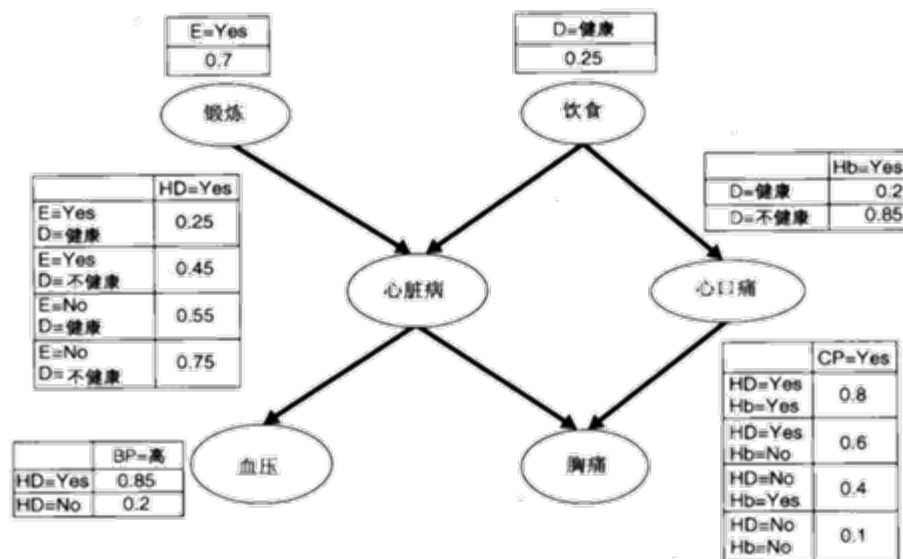 E=Yes
0.7
D=健康
0.25
锻炼
饮食
Hb=Yes
D=健康 0.2
D=不健康 0.85
HD=Yes
E=Yes
D=健康
0.25
E=Yes
D=不健康
0.45
E=No
D=健康
0.55
E=No
D=不健康
0.75
心脏病
心口痛
CP=Yes
HD=Yes
Hb=Yes
0.8
HD=Yes
Hb=No
0.6
HD=No
Hb=Yes
0.4
HD=No
Hb=No
0.1
BP=高
HD=Yes 0.85
HD=No 0.2
血压
胸痛